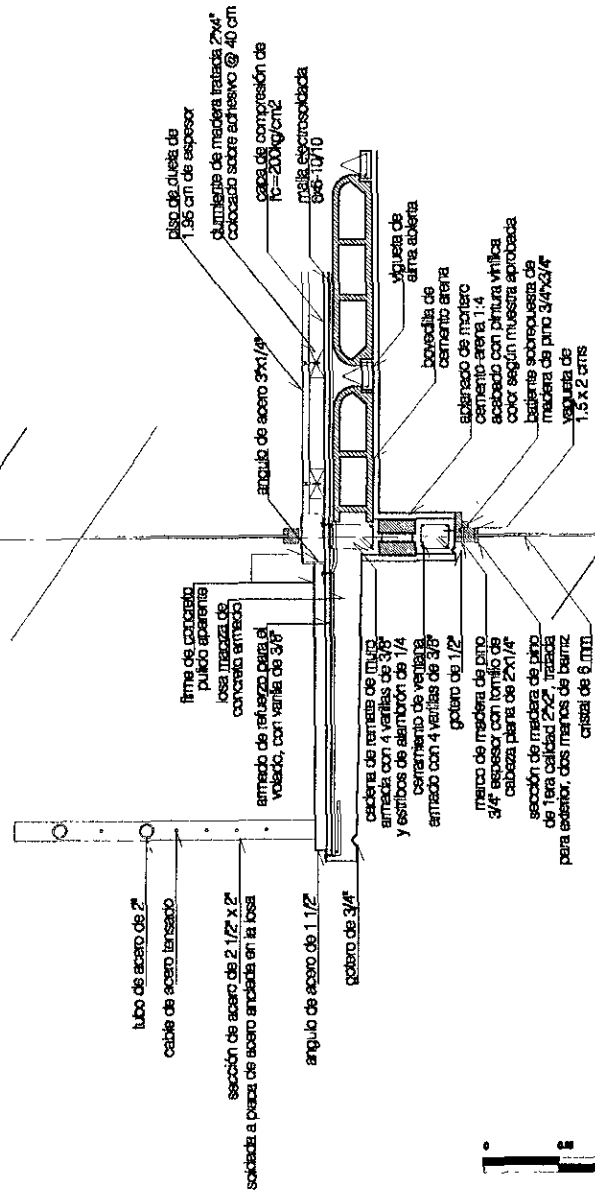 tubo de acero de 2"
cable de acero tensado
sección de acero de 2 1/2" x 2"
soldada a placa de acero anclada en la losa
angulo de acero de 1 1/2"
gotero de 3/4"
firme de concreto
pulido aparente
losa maciza de
concreto armado
armado de refuerzo para el
volado, con varilla de 3/8"
angulo de acero 3"x1/4"
piso de duela de
1.95 cm de espesor
durmiente de madera tratada 2"x4"
colocado sobre adhesivo @ 40 cm
capa de compresión de
f'c=200kg/cm2
malla electrosoldada
6x6-10/10
vigueta de
alma abierta
bovedilla de
cemento arena
aplanado de mortero
cemento-arena 1:4
acabado con pintura vinílica
color según muestra aprobada
batiente sobrepuesta de
madera de pino 3/4"x3/4"
vagueta de
1.5 x 2 cms
cadena de remate de muro
armada con 4 varillas de 3/8"
y estribos de alambrón de 1/4
cerramiento de ventana
armado con 4 varillas de 3/8"
gotero de 1/2"
marco de madera de pino
3/4" espesor con tornillo de
cabeza plana de 2"x1/4"
sección de madera de pino
de 1era calidad 2"x2", tratada
para exterior, dos manos de barniz
cristal de 6 mm
0